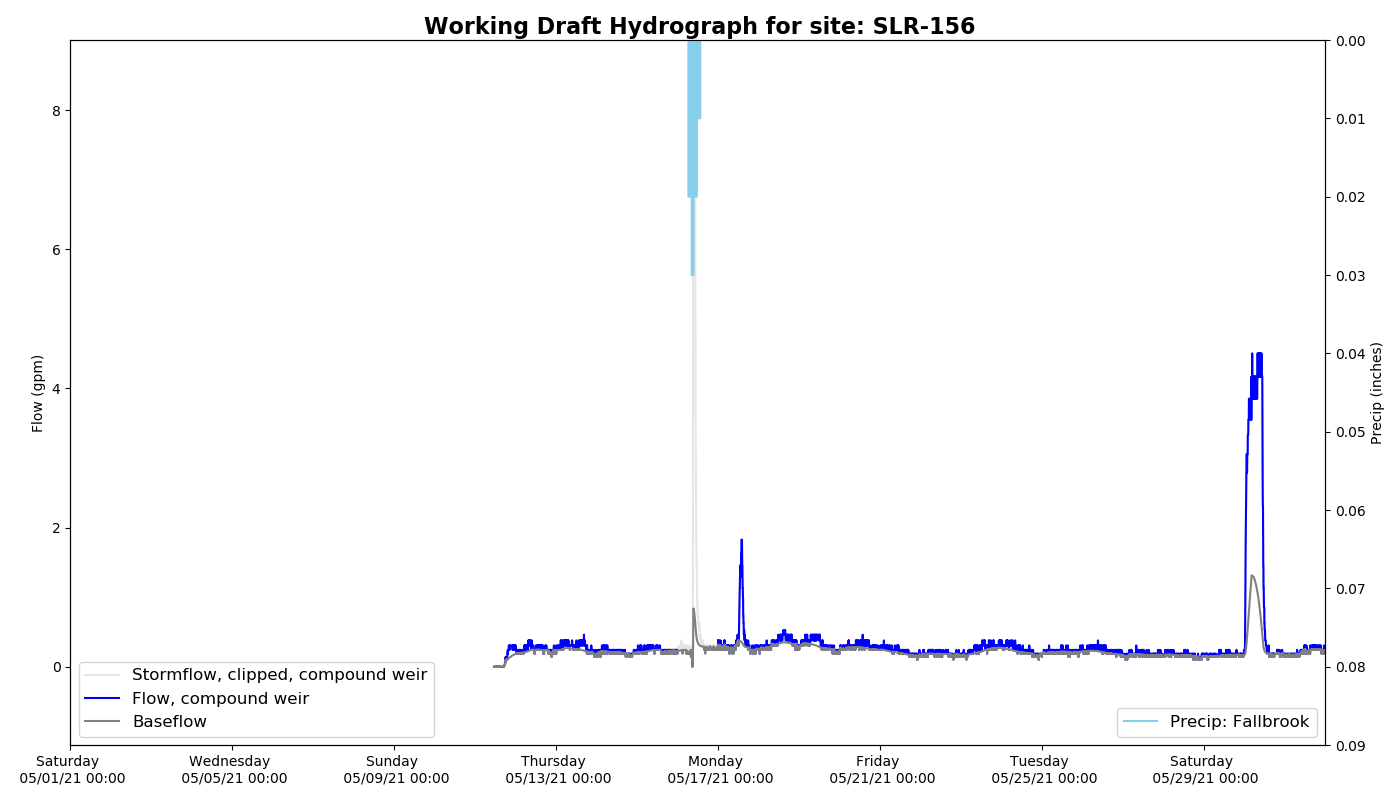 Working Draft Hydrograph for site: SLR-156
8
6
4
2
0
Flow (gpm)
0.00
0.01
0.02
0.03
0.04
0.05
0.06
0.07
0.08
0.09
Precip (inches)
Stormflow, clipped, compound weir
Flow, compound weir
Baseflow
Precip: Fallbrook
Saturday Wednesday Sunday Thursday Monday Friday Tuesday Saturday
05/01/21 00:00 05/05/21 00:00 05/09/21 00:00 05/13/21 00:00 05/17/21 00:00 05/21/21 00:00 05/25/21 00:00 05/29/21 00:00